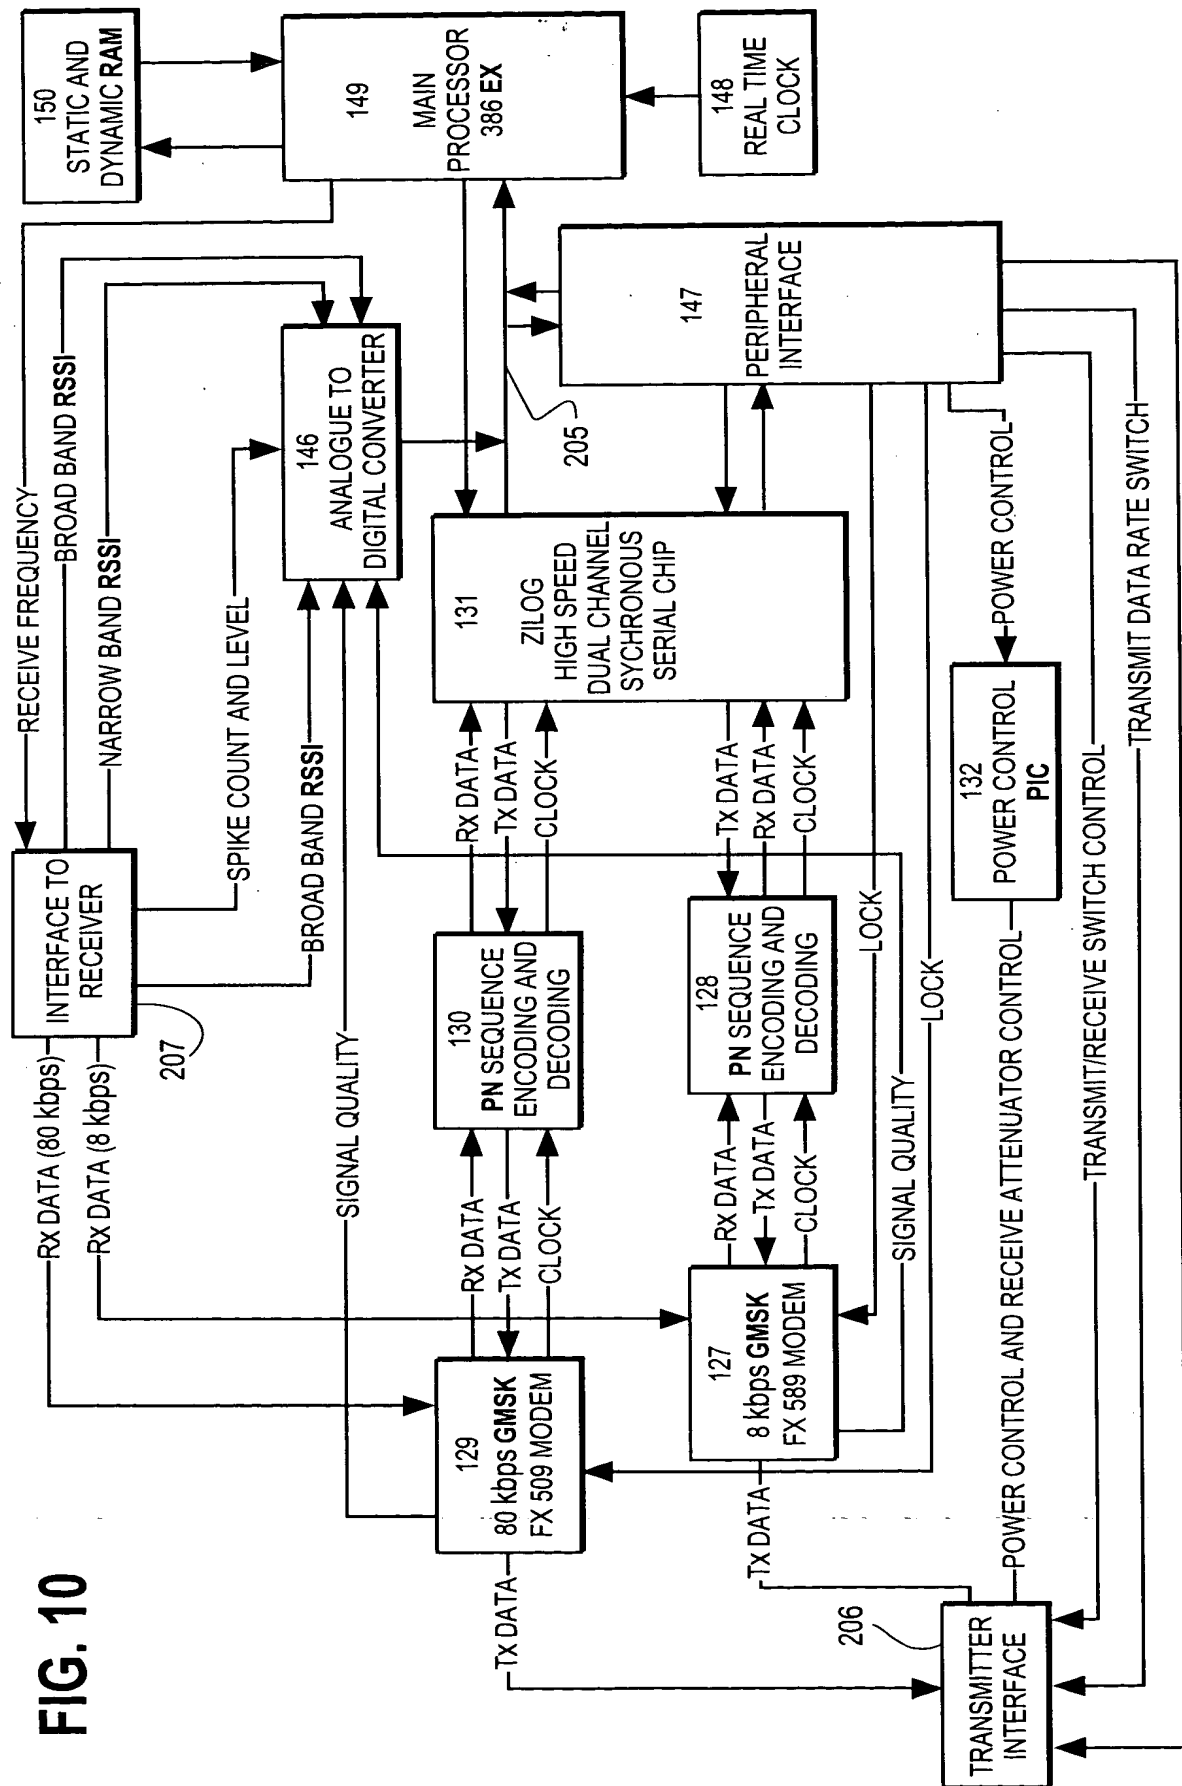 FIG. 10
150
STATIC AND
DYNAMIC RAM
149
MAIN
PROCESSOR
386 EX
148
REAL TIME
CLOCK
RECEIVE FREQUENCY
BROAD BAND RSSI
NARROW BAND RSSI
SPIKE COUNT AND LEVEL
BROAD BAND RSSI
INTERFACE TO
RECEIVER
207
Rx DATA (80 kbps)
Rx DATA (8 kbps)
SIGNAL QUALITY
146
ANALOGUE TO
DIGITAL CONVERTER
205
147
PERIPHERAL
INTERFACE
131
ZILOG
HIGH SPEED
DUAL CHANNEL
SYCHRONOUS
SERIAL CHIP
Rx DATA
Tx DATA
CLOCK
Tx DATA
Rx DATA
CLOCK
130
PN SEQUENCE
ENCODING AND
DECODING
128
PN SEQUENCE
ENCODING AND
DECODING
Rx DATA
Tx DATA
CLOCK
Rx DATA
Tx DATA
CLOCK
129
80 kbps GMSK
FX 509 MODEM
127
8 kbps GMSK
FX 589 MODEM
SIGNAL QUALITY
LOCK
LOCK
POWER CONTROL
132
POWER CONTROL
PIC
POWER CONTROL AND RECEIVE ATTENUATOR CONTROL
TRANSMIT/RECEIVE SWITCH CONTROL
TRANSMIT DATA RATE SWITCH
Tx DATA
Tx DATA
206
TRANSMITTER
INTERFACE